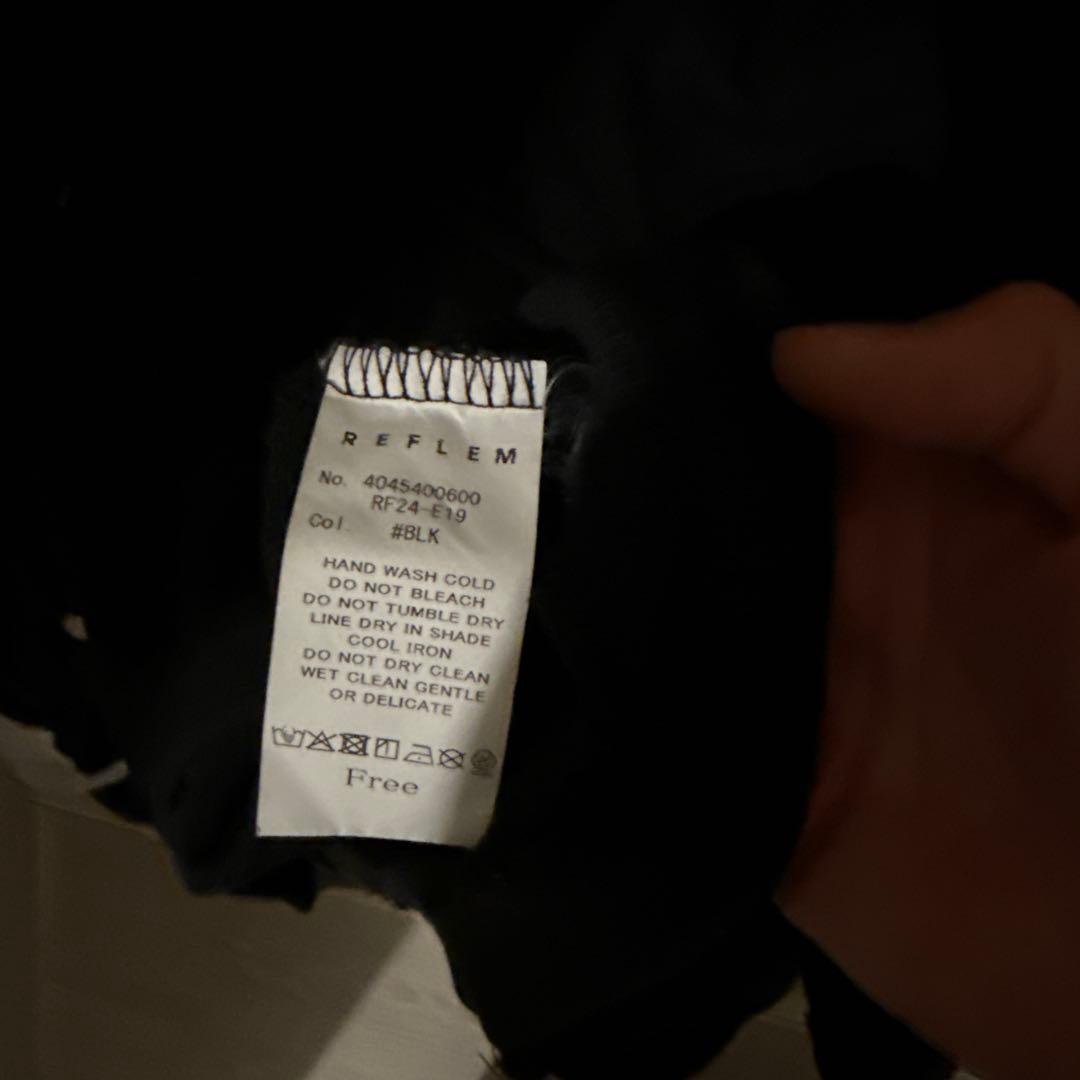 REFLEM
No. 4045400600
RF24-E19
Col. #BLK
HAND WASH COLD
DO NOT BLEACH
DO NOT TUMBLE DRY
LINE DRY IN SHADE
COOL IRON
DO NOT DRY CLEAN
WET CLEAN GENTLE
OR DELICATE
Free